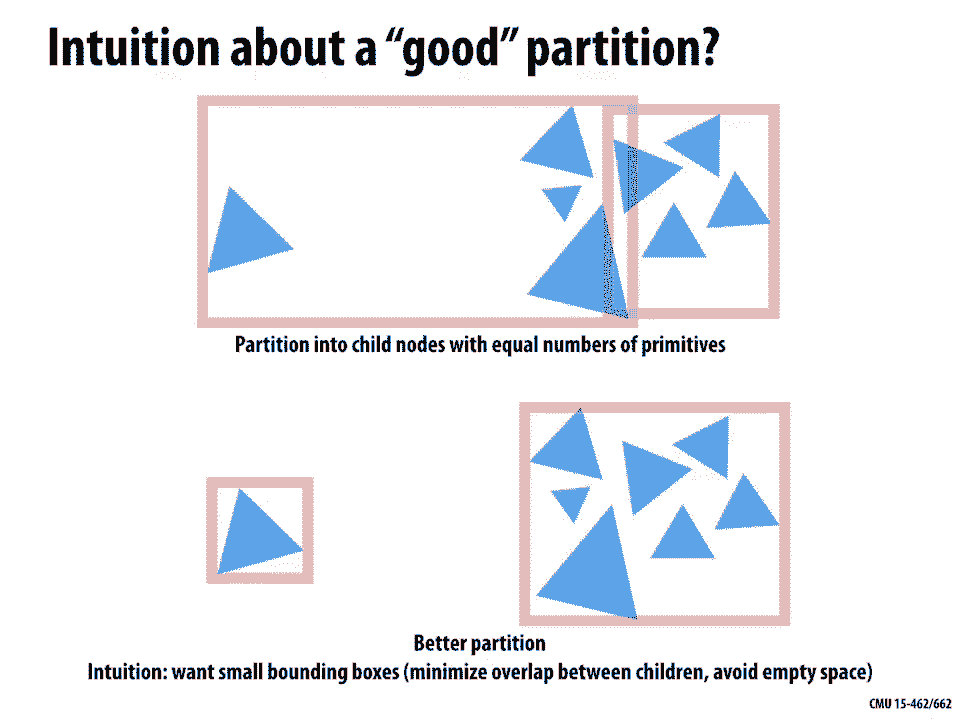 Intuition about a “good” partition?
Partition into child nodes with equal numbers of primitives
Better partition
Intuition: want small bounding boxes (minimize overlap between children, avoid empty space)
CMU 15-462/662